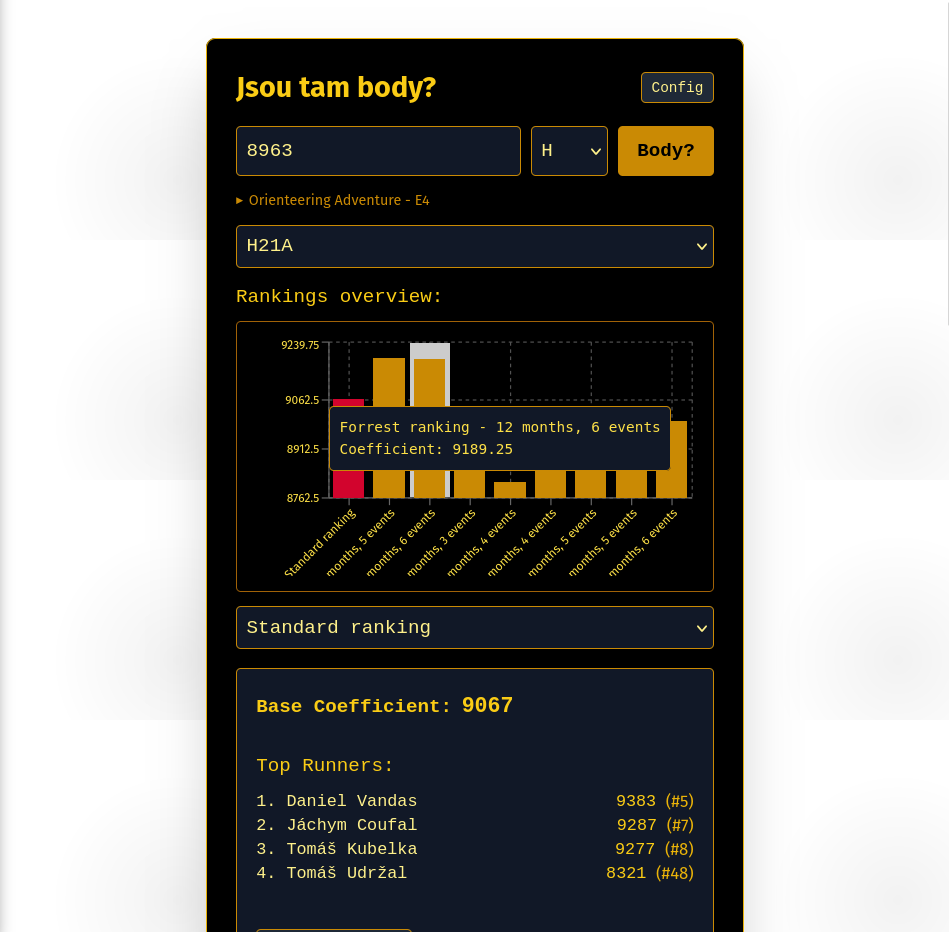 Jsou tam body?
Config
8963
H
Body?
▸ Orienteering Adventure - E4
H21A
Rankings overview:
9239.75
9062.5
8912.5
8762.5
Forrest ranking - 12 months, 6 events
Coefficient: 9189.25
Standard ranking
months, 5 events
months, 6 events
months, 3 events
months, 4 events
months, 4 events
months, 5 events
months, 5 events
months, 6 events
Standard ranking
Base Coefficient: 9067
Top Runners:
1. Daniel Vandas 9383 (#5)
2. Jáchym Coufal 9287 (#7)
3. Tomáš Kubelka 9277 (#8)
4. Tomáš Udržal 8321 (#48)